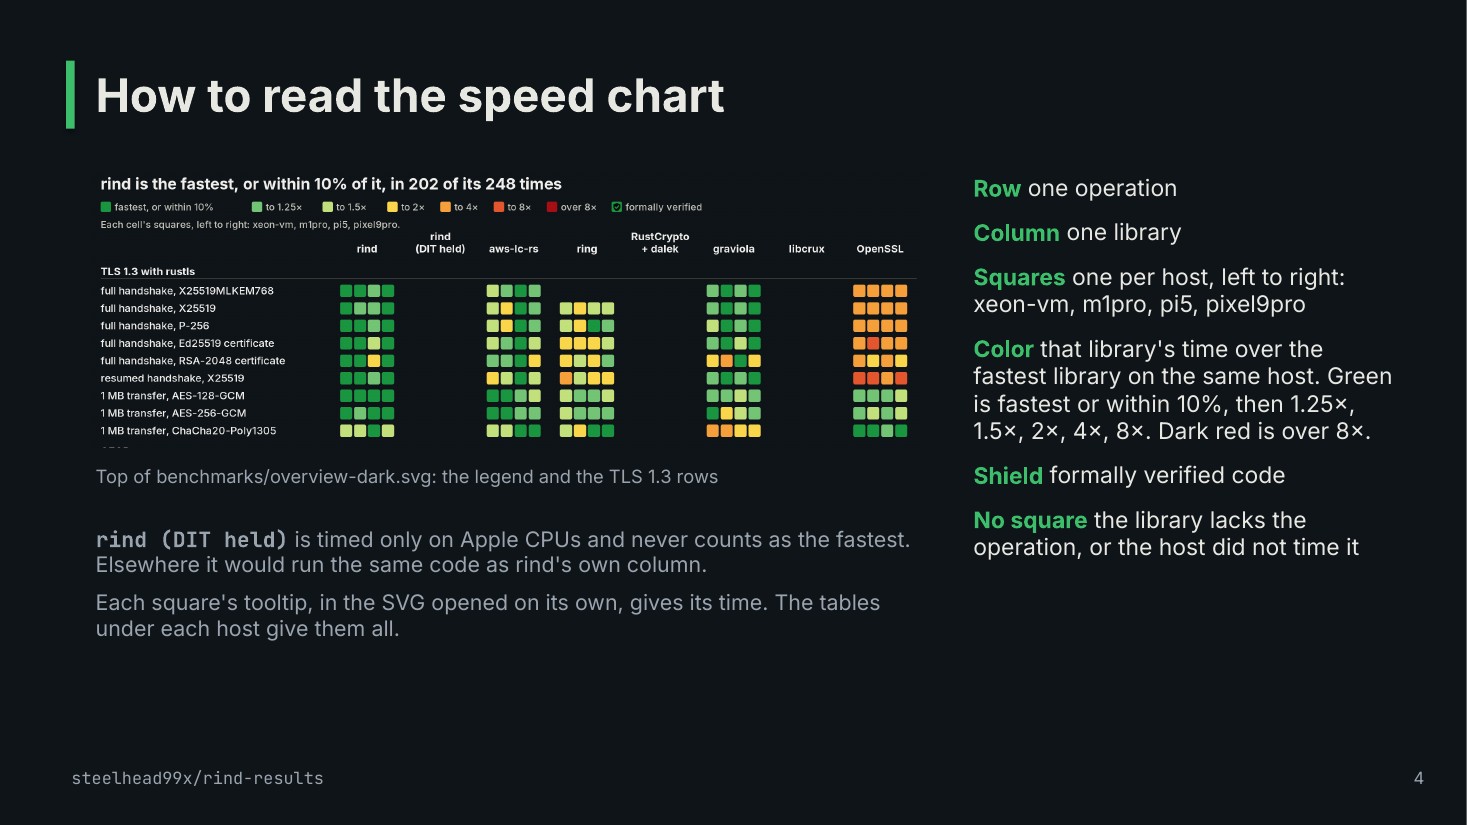 How to read the speed chart
rind is the fastest, or within 10% of it, in 202 of its 248 times
fastest, or within 10% to 1.25× to 1.5× to 2× to 4× to 8× over 8× formally verified
Each cell's squares, left to right: xeon-vm, m1pro, pi5, pixel9pro.
rind RustCrypto
rind (DIT held) aws-lc-rs ring + dalek graviola libcrux OpenSSL
TLS 1.3 with rustls
full handshake, X25519MLKEM768
full handshake, X25519
full handshake, P-256
full handshake, Ed25519 certificate
full handshake, RSA-2048 certificate
resumed handshake, X25519
1 MB transfer, AES-128-GCM
1 MB transfer, AES-256-GCM
1 MB transfer, ChaCha20-Poly1305
Top of benchmarks/overview-dark.svg: the legend and the TLS 1.3 rows
rind (DIT held) is timed only on Apple CPUs and never counts as the fastest.
Elsewhere it would run the same code as rind's own column.
Each square's tooltip, in the SVG opened on its own, gives its time. The tables
under each host give them all.
Row one operation
Column one library
Squares one per host, left to right:
xeon-vm, m1pro, pi5, pixel9pro
Color that library's time over the
fastest library on the same host. Green
is fastest or within 10%, then 1.25×,
1.5×, 2×, 4×, 8×. Dark red is over 8×.
Shield formally verified code
No square the library lacks the
operation, or the host did not time it
steelhead99x/rind-results
4